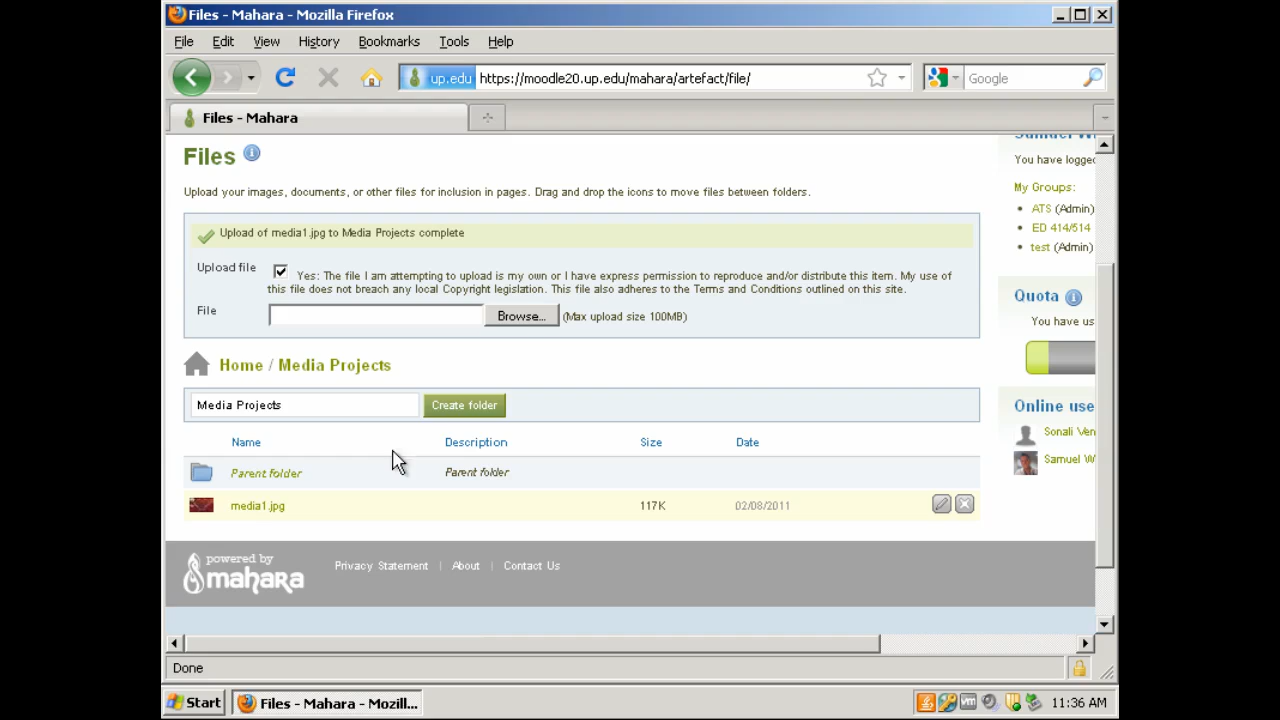 Files - Mahara - Mozilla Firefox
File Edit View History Bookmarks Tools Help
up.edu https://moodle20.up.edu/mahara/artefact/file/ Google
Files - Mahara
Files
You have logged
Upload your images, documents, or other files for inclusion in pages. Drag and drop the icons to move files between folders.
My Groups:
ATS (Admin)
ED 414/514
test (Admin)
Upload of media1.jpg to Media Projects complete
Upload file Yes: The file I am attempting to upload is my own or I have express permission to reproduce and/or distribute this item. My use of
this file does not breach any local Copyright legislation. This file also adheres to the Terms and Conditions outlined on this site.
File Browse... (Max upload size 100MB)
Quota
You have us
Home / Media Projects
Media Projects Create folder
Online use
Sonali Ven
Samuel W
Name Description Size Date
Parent folder Parent folder
media1.jpg 117K 02/08/2011
powered by
mahara
Privacy Statement | About | Contact Us
Done
Start Files - Mahara - Mozill... vm 11:36 AM